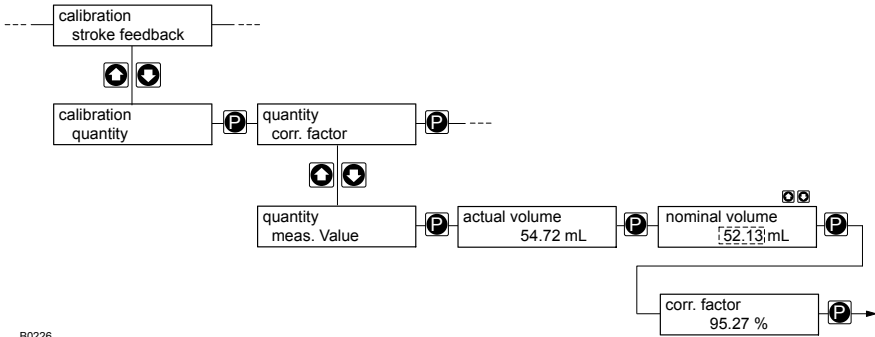 calibration
stroke feedback
calibration
quantity
P
quantity
corr. factor
P
quantity
meas. Value
P
actual volume
54.72 mL
P
nominal volume
52.13 mL
P
corr. factor
95.27 %
P
B0226